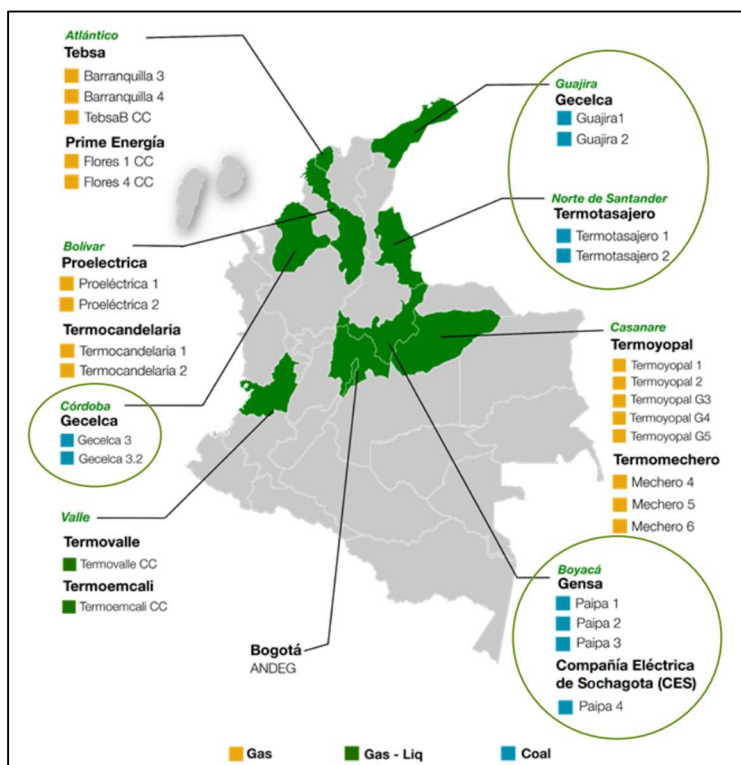 Atlántico
Tebsa
Barranquilla 3
Barranquilla 4
TebsaB CC
Prime Energía
Flores 1 CC
Flores 4 CC
Bolívar
Proelectrica
Proeléctrica 1
Proeléctrica 2
Termocandelaria
Termocandelaria 1
Termocandelaria 2
Córdoba
Gecelca
Gecelca 3
Gecelca 3.2
Valle
Termovalle
Termovalle CC
Termoemcali
Termoemcali CC
Bogotá
ANDEG
Guajira
Gecelca
Guajira1
Guajira 2
Norte de Santander
Termotasajero
Termotasajero 1
Termotasajero 2
Casanare
Termoyopal
Termoyopal 1
Termoyopal 2
Termoyopal G3
Termoyopal G4
Termoyopal G5
Termomechero
Mechero 4
Mechero 5
Mechero 6
Boyacá
Gensa
Paipa 1
Paipa 2
Paipa 3
Compañía Eléctrica
de Sochagota (CES)
Paipa 4
Gas
Gas - Liq
Coal